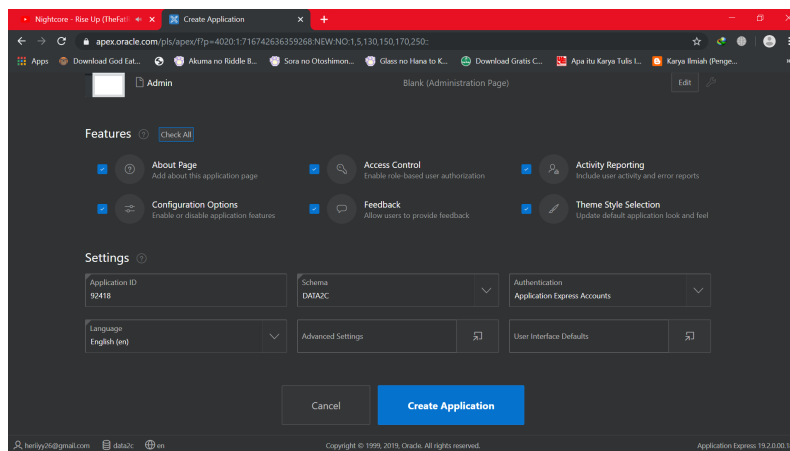 Nightcore - Rise Up (TheFatR
Create Application
apex.oracle.com/pls/apex/f?p=4020:1:716742636359268:NEW:NO:1,5,130,150,170,250:
Apps
Download God Eat...
Akuma no Riddle B...
Sora no Otoshimon...
Glass no Hana to K...
Download Gratis C...
Apa itu Karya Tulis I...
Karya Ilmiah (Penge...
Admin
Blank (Administration Page)
Edit
Features
Check All
About Page
Add about this application page
Access Control
Enable role-based user authorization
Activity Reporting
Include user activity and error reports
Configuration Options
Enable or disable application features
Feedback
Allow users to provide feedback
Theme Style Selection
Update default application look and feel
Settings
Application ID
92418
Schema
DATA2C
Authentication
Application Express Accounts
Language
English (en)
Advanced Settings
User Interface Defaults
Cancel
Create Application
herilyy26@gmail.com
data2c
en
Copyright © 1999, 2019, Oracle. All rights reserved.
Application Express 19.2.0.00.1